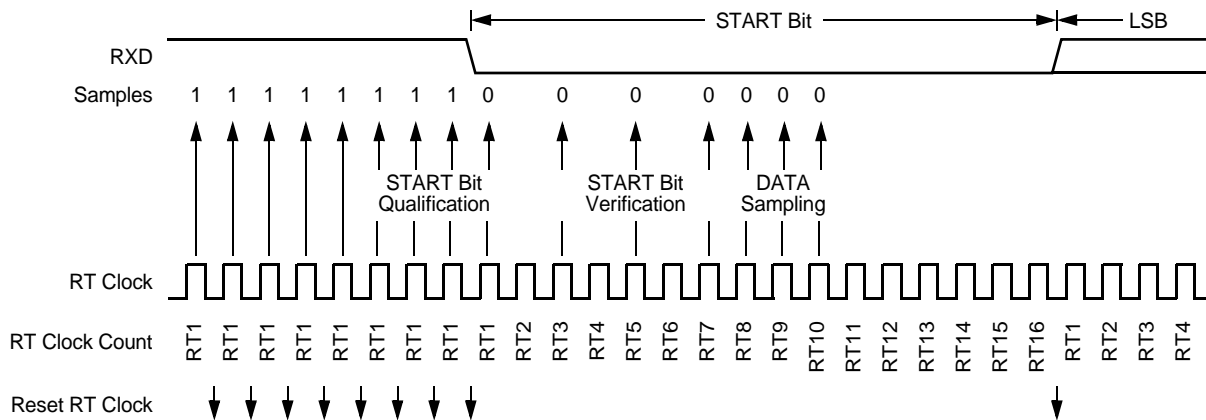 START Bit LSB
RXD
Samples 1 1 1 1 1 1 1 1 0 0 0 0 0 0 0
START Bit Qualification
START Bit Verification
DATA Sampling
RT Clock
RT Clock Count RT1 RT1 RT1 RT1 RT1 RT1 RT1 RT1 RT1 RT2 RT3 RT4 RT5 RT6 RT7 RT8 RT9 RT10 RT11 RT12 RT13 RT14 RT15 RT16 RT1 RT2 RT3 RT4
Reset RT Clock